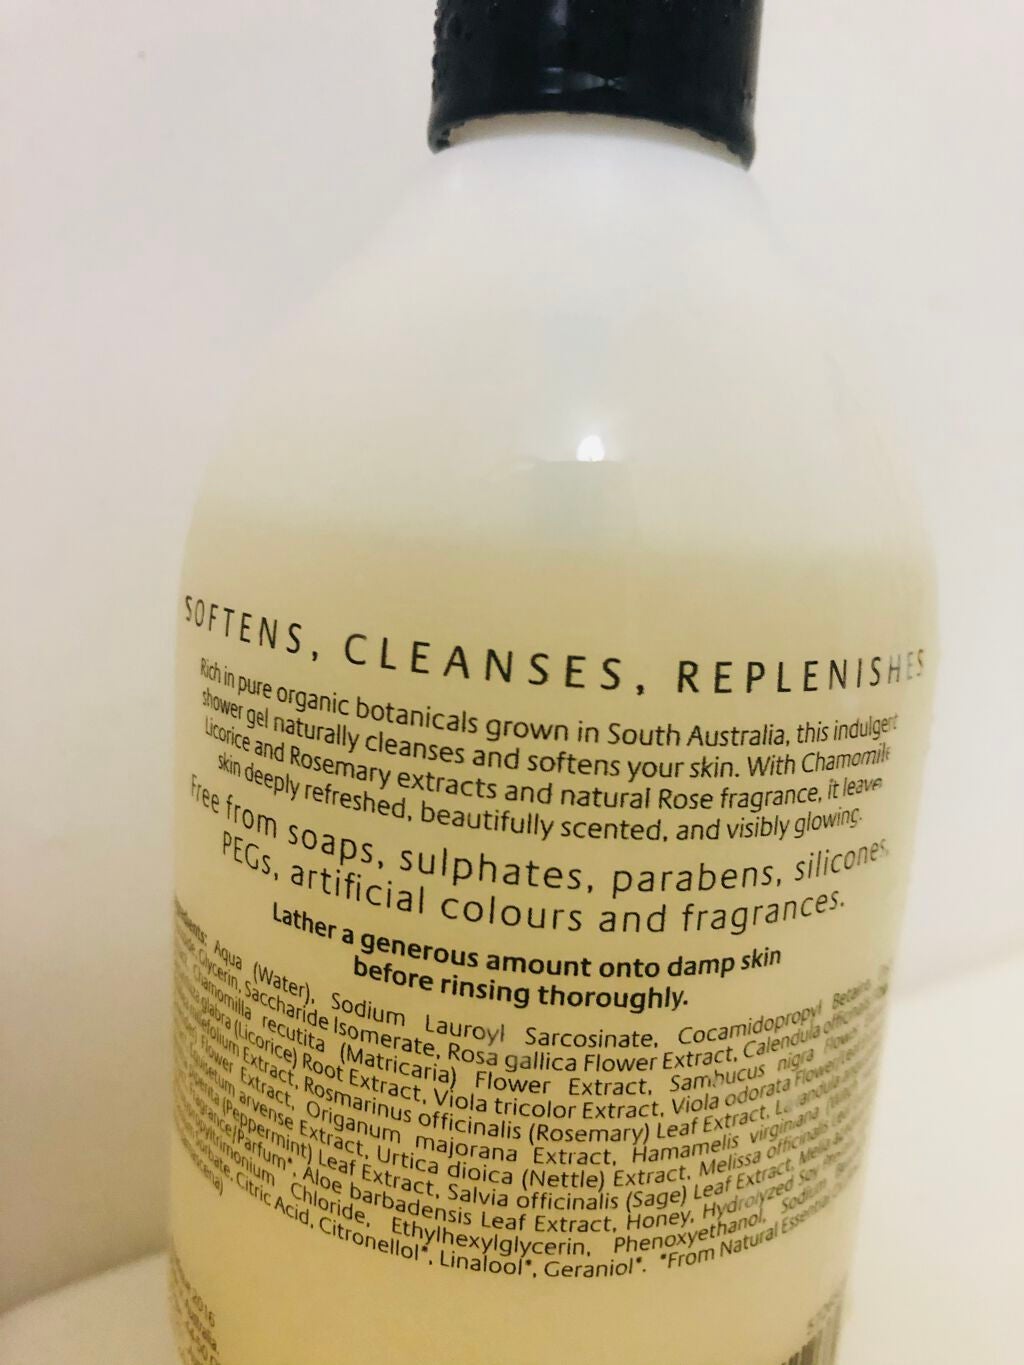 SOFTENS, CLEANSES, REPLENISHES
Rich in pure organic botanicals grown in South Australia, this indulgent
shower gel naturally cleanses and softens your skin. With Chamomile
Licorice and Rosemary extracts and natural Rose fragrance, it leave
skin deeply refreshed, beautifully scented, and visibly glowing.
Free from soaps, sulphates, parabens, silicones,
PEGs, artificial colours and fragrances.
Lather a generous amount onto damp skin
before rinsing thoroughly.
Aqua (Water), Sodium Lauroyl Sarcosinate, Cocamidopropyl Betaine,
Glycerin, Saccharide Isomerate, Rosa gallica Flower Extract, Calendula officinalis
Chamomilla recutita (Matricaria) Flower Extract, Sambucus nigra Flower
glabra (Licorice) Root Extract, Viola tricolor Extract, Viola odorata
Extract, Rosmarinus officinalis (Rosemary) Leaf Extract,
Flower Extract, Origanum majorana Extract, Hamamelis virginiana
arvense Extract, Urtica dioica (Nettle) Extract, Melissa officinalis
(Peppermint) Leaf Extract, Salvia officinalis (Sage) Leaf Extract,
Fragrance/Parfum*, Aloe barbadensis Leaf Extract, Honey, Hydrolyzed Soy
Chloride, Ethylhexylglycerin, Phenoxyethanol, Sodium
Citric Acid, Citronellol*, Linalool*, Geraniol*. *From Natural Essential
2016